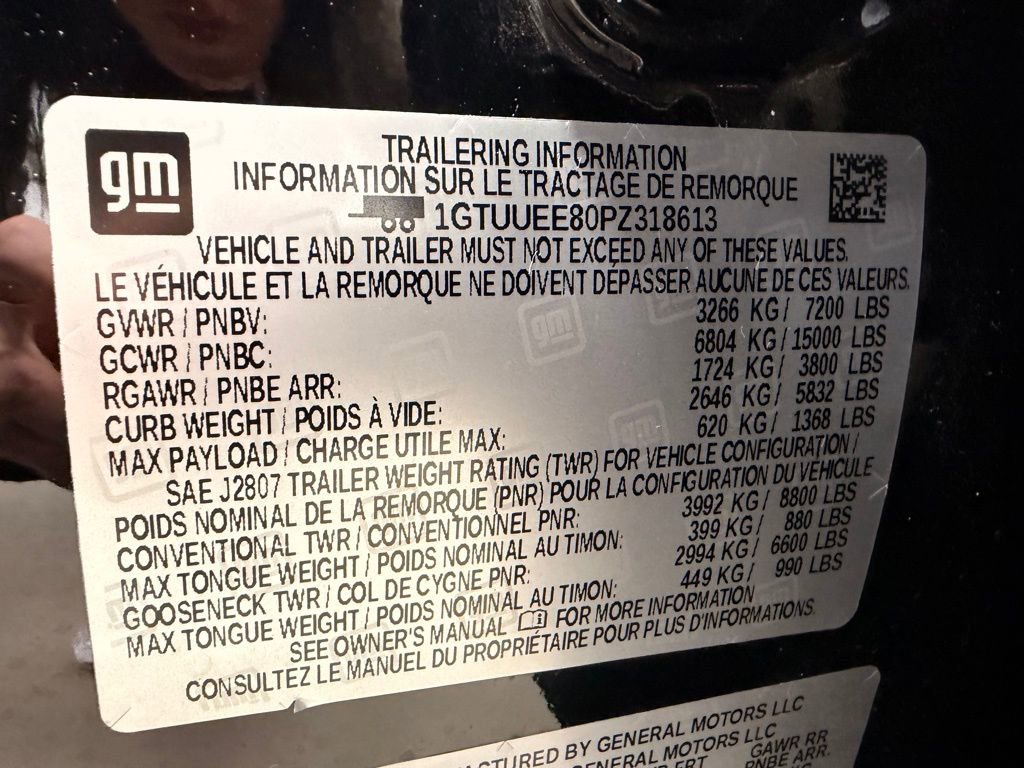 gm
TRAILERING INFORMATION
INFORMATION SUR LE TRACTAGE DE REMORQUE
1GTUUEE80PZ318613
VEHICLE AND TRAILER MUST NOT EXCEED ANY OF THESE VALUES.
LE VÉHICULE ET LA REMORQUE NE DOIVENT DÉPASSER AUCUNE DE CES VALEURS.
GVWR / PNBV: 3266 KG / 7200 LBS
GCWR / PNBC: 6804 KG / 15000 LBS
RGAWR / PNBE ARR: 1724 KG / 3800 LBS
CURB WEIGHT / POIDS À VIDE: 2646 KG / 5832 LBS
MAX PAYLOAD / CHARGE UTILE MAX: 620 KG / 1368 LBS
SAE J2807 TRAILER WEIGHT RATING (TWR) FOR VEHICLE CONFIGURATION /
POIDS NOMINAL DE LA REMORQUE (PNR) POUR LA CONFIGURATION DU VÉHICULE
CONVENTIONAL TWR / CONVENTIONNEL PNR: 3992 KG / 8800 LBS
MAX TONGUE WEIGHT / POIDS NOMINAL AU TIMON: 399 KG / 880 LBS
GOOSENECK TWR / COL DE CYGNE PNR: 2994 KG / 6600 LBS
MAX TONGUE WEIGHT / POIDS NOMINAL AU TIMON: 449 KG / 990 LBS
SEE OWNER'S MANUAL FOR MORE INFORMATION
CONSULTEZ LE MANUEL DU PROPRIÉTAIRE POUR PLUS D'INFORMATIONS.
BY GENERAL MOTORS LLC
GENERAL MOTORS LLC
FRT GAWR RR
PNBE ARR.